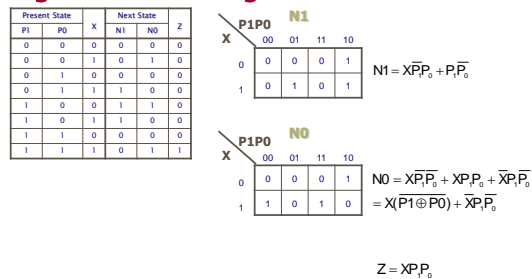 Present State X Next State Z
P1 P0 N1 N0
0 0 0 0 0 0
0 0 1 0 1 0
0 1 0 0 0 0
0 1 1 1 0 0
1 0 0 1 1 0
1 0 1 1 0 0
1 1 0 0 0 0
1 1 1 0 1 1
N1
P1P0
X 00 01 11 10
0 0 0 0 1
1 0 1 0 1
N1 = XP̅₁P₀ + P₁P̅₀
N0
P1P0
X 00 01 11 10
0 0 0 0 1
1 1 0 1 0
N0 = XP̅₁P̅₀ + XP₁P₀ + X̅P₁P̅₀
= X(P̅1̅ ̅⊕̅ ̅P̅0̅) + X̅P₁P̅₀
Z = XP₁P₀